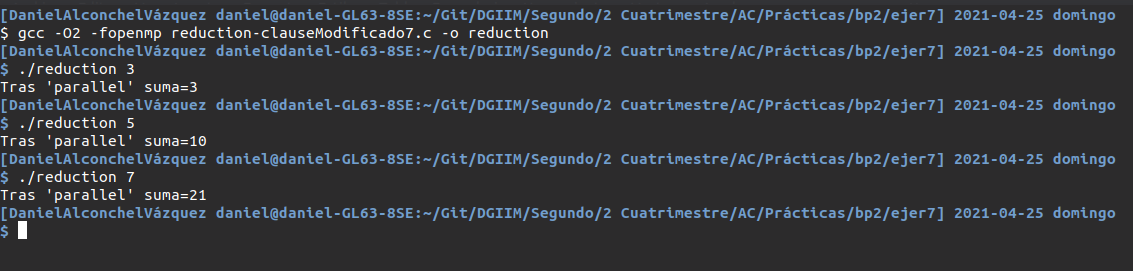 [DanielAlconchelVázquez daniel@daniel-GL63-8SE:~/Git/DGIIM/Segundo/2 Cuatrimestre/AC/Prácticas/bp2/ejer7] 2021-04-25 domingo
$ gcc -O2 -fopenmp reduction-clauseModificado7.c -o reduction
[DanielAlconchelVázquez daniel@daniel-GL63-8SE:~/Git/DGIIM/Segundo/2 Cuatrimestre/AC/Prácticas/bp2/ejer7] 2021-04-25 domingo
$ ./reduction 3
Tras 'parallel' suma=3
[DanielAlconchelVázquez daniel@daniel-GL63-8SE:~/Git/DGIIM/Segundo/2 Cuatrimestre/AC/Prácticas/bp2/ejer7] 2021-04-25 domingo
$ ./reduction 5
Tras 'parallel' suma=10
[DanielAlconchelVázquez daniel@daniel-GL63-8SE:~/Git/DGIIM/Segundo/2 Cuatrimestre/AC/Prácticas/bp2/ejer7] 2021-04-25 domingo
$ ./reduction 7
Tras 'parallel' suma=21
[DanielAlconchelVázquez daniel@daniel-GL63-8SE:~/Git/DGIIM/Segundo/2 Cuatrimestre/AC/Prácticas/bp2/ejer7] 2021-04-25 domingo
$